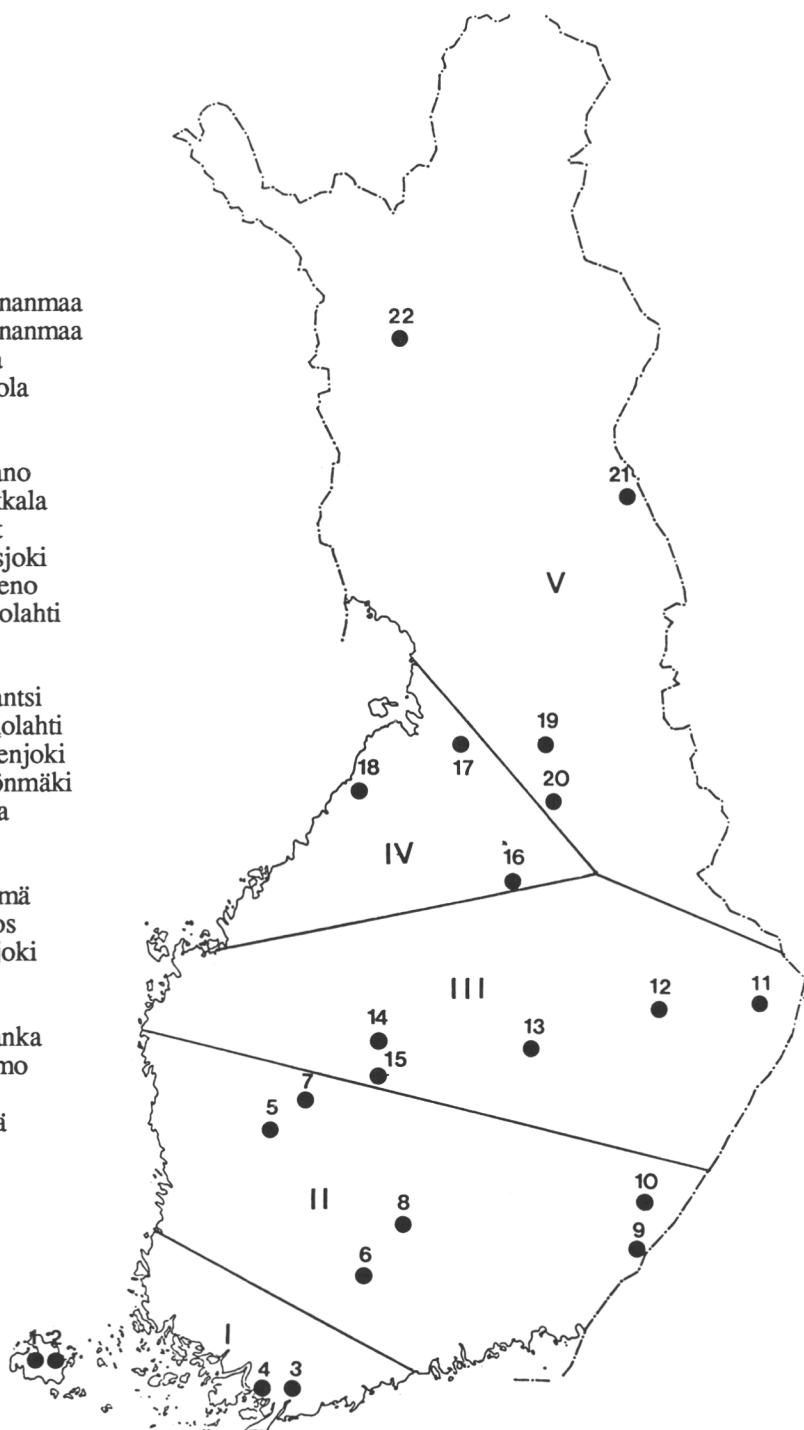 nanmaa
nanmaa
a
ola
ano
kkala
t
sjoki
eno
olahti
antsi
olahti
enjoki
önmäki
a
mä
os
joki
anka
mo
ä
22
21
V
19
18
17
20
IV
16
III
12
11
14
13
15
7
5
10
II
8
9
6
1 2
I
4 3